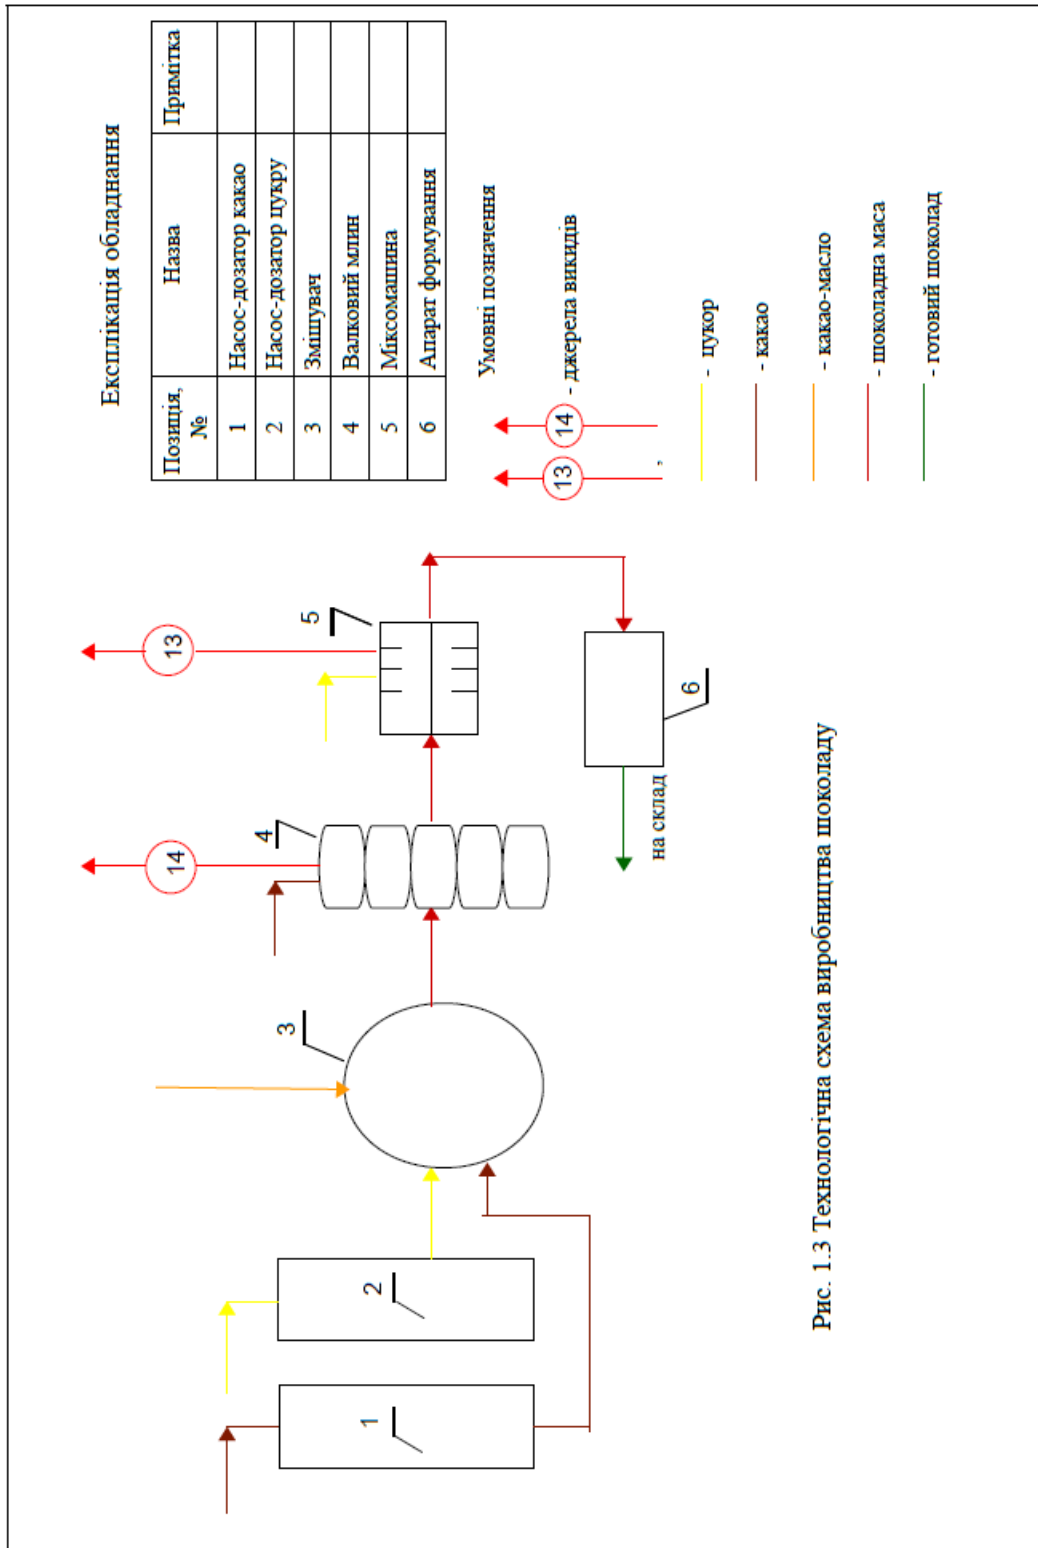 Експлікація обладнання
Позиція, № Назва Примітка
1 Насос-дозатор какао
2 Насос-дозатор цукру
3 Змішувач
4 Валковий млин
5 Міксомашина
6 Апарат формування
Умовні позначення
13 , 14 - джерела викидів
- цукор
- какао
- какао-масло
- шоколадна маса
- готовий шоколад
1
2
3
4
14
5
13
6
на склад
Рис. 1.3 Технологічна схема виробництва шоколаду